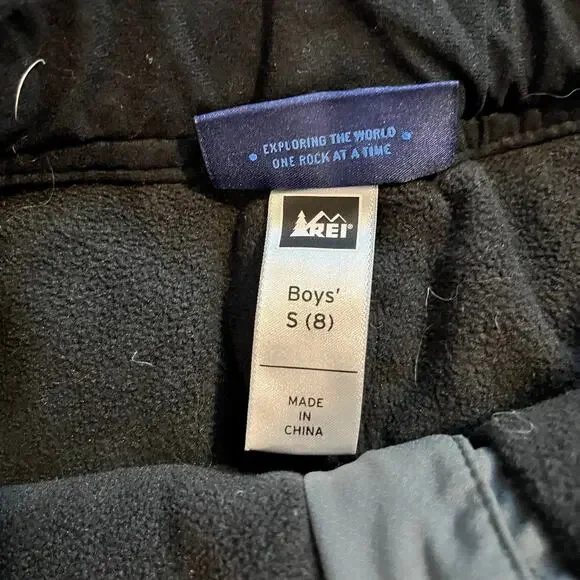 EXPLORING THE WORLD
ONE ROCK AT A TIME
REI®
Boys'
S (8)
MADE
IN
CHINA